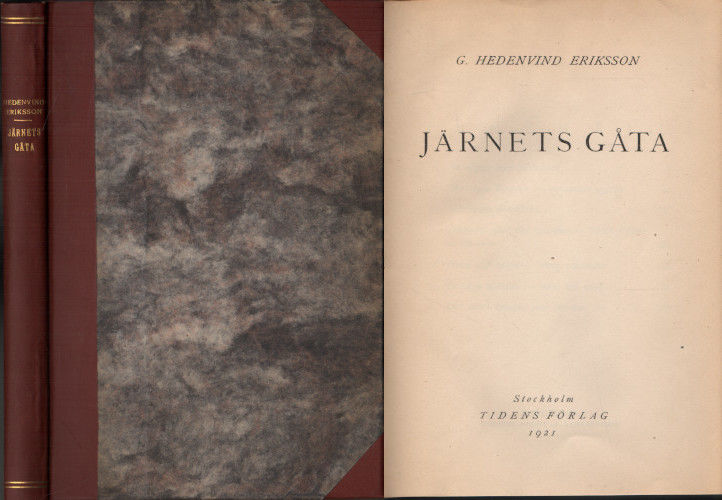 HEDENVIND
ERIKSSON
JÄRNETS
GÅTA
G. HEDENVIND ERIKSSON
JÄRNETS GÅTA
Stockholm
TIDENS FÖRLAG
1921